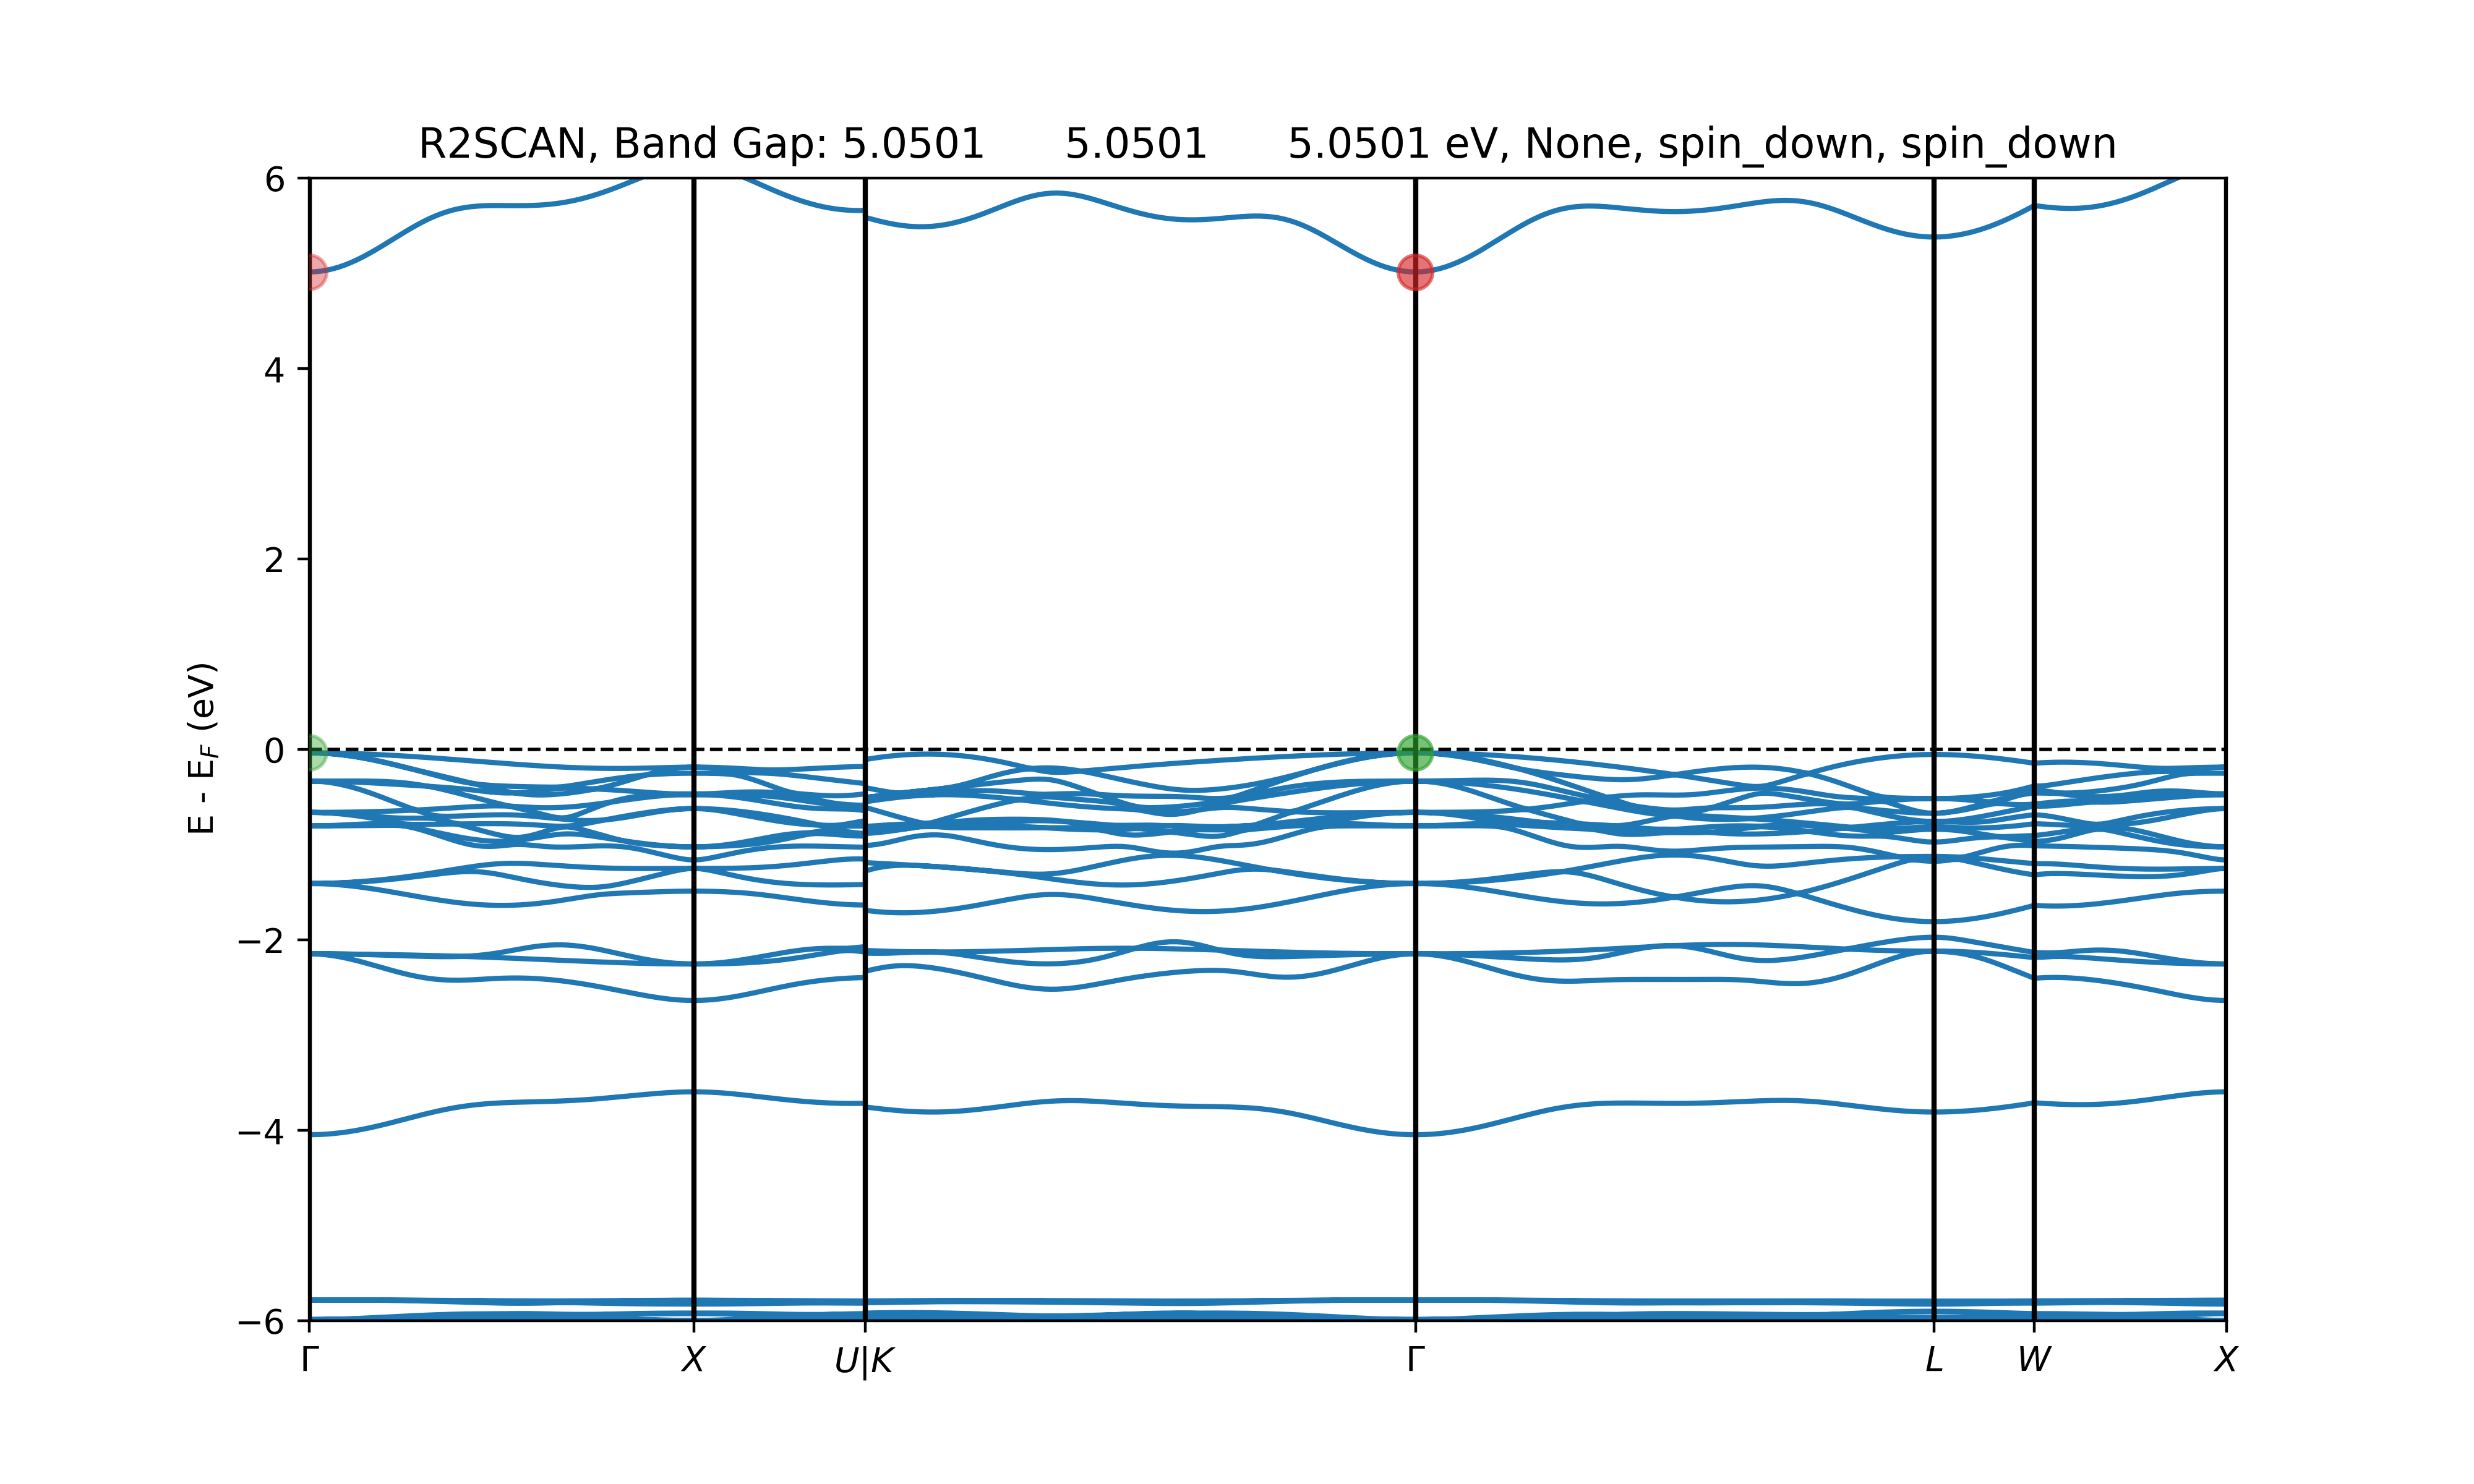 R2SCAN, Band Gap: 5.0501 5.0501 5.0501 eV, None, spin_down, spin_down
6
4
2
0
−2
−4
−6
E - E_F (eV)
Γ X U|K Γ L W X